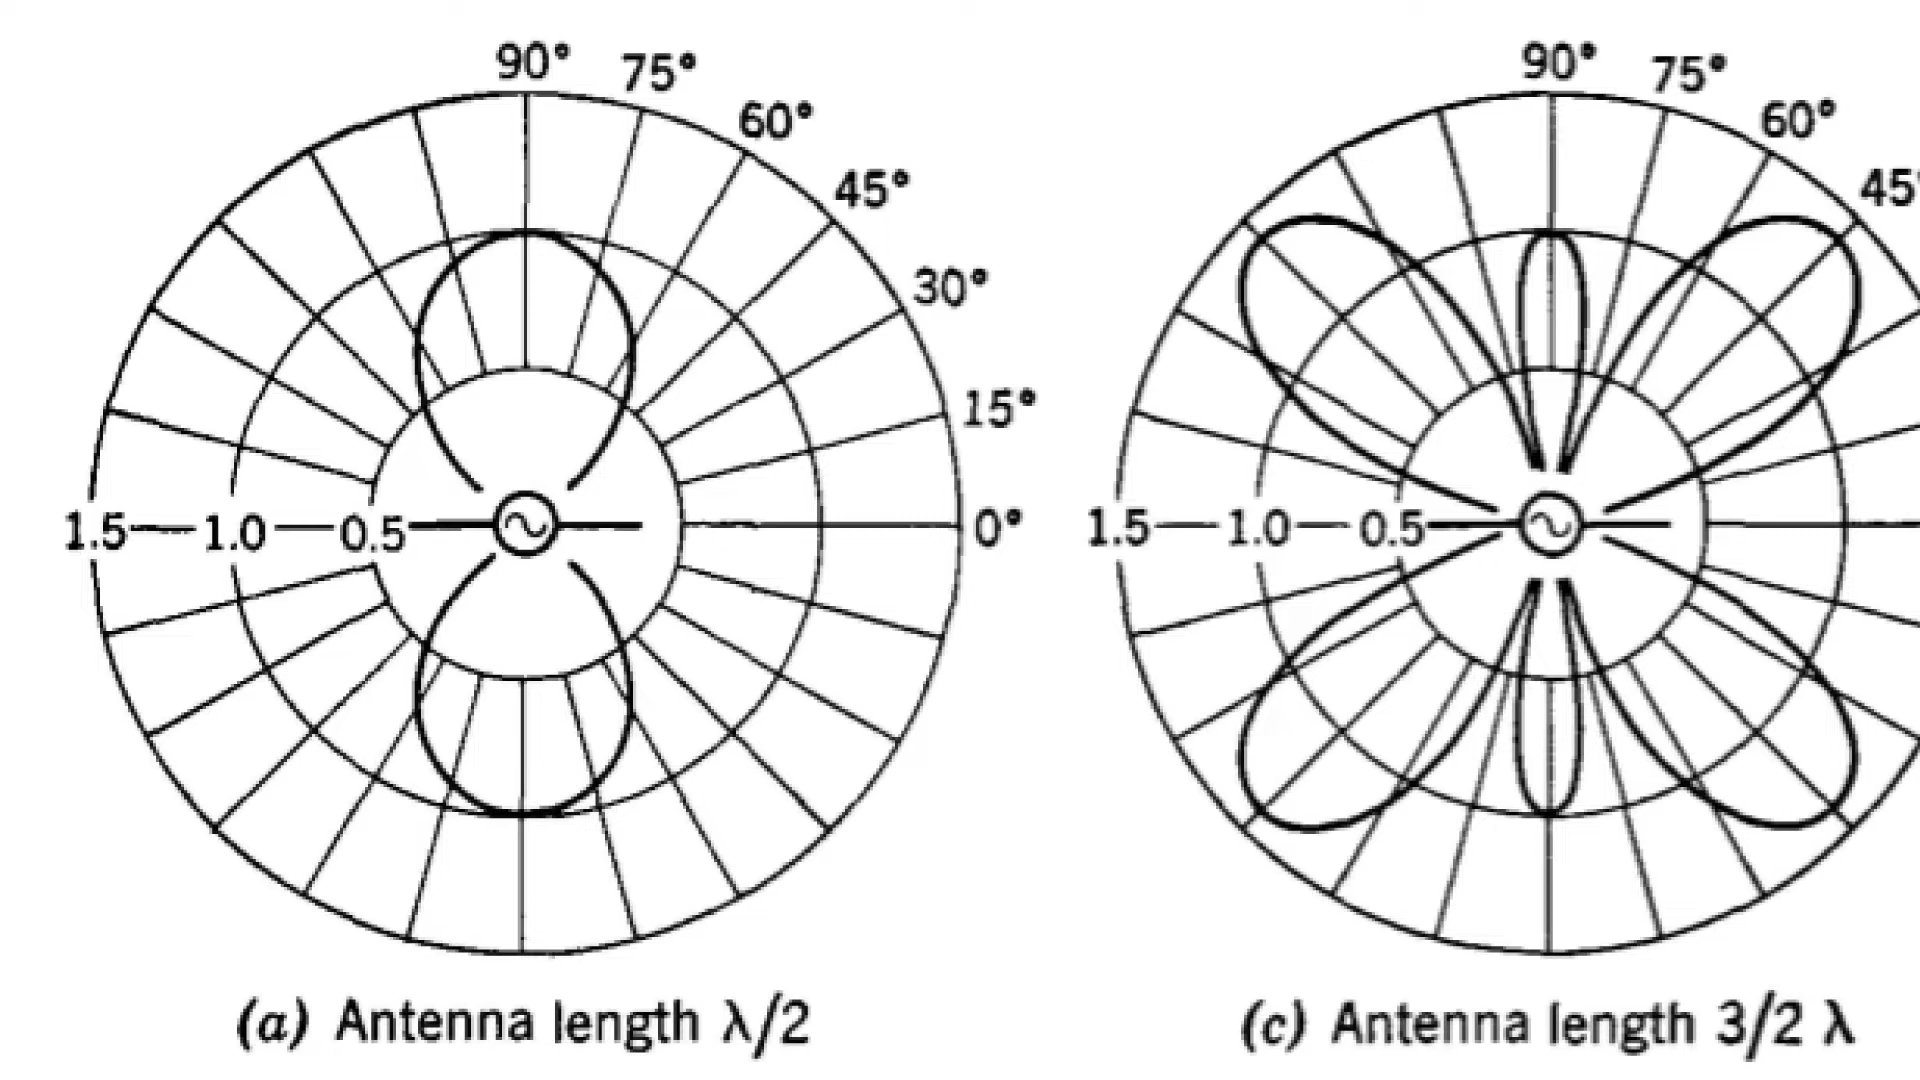 90° 75° 60° 45° 30° 15° 0°
1.5 1.0 0.5
(a) Antenna length λ/2
90° 75° 60° 45°
1.5 1.0 0.5
(c) Antenna length 3/2 λ